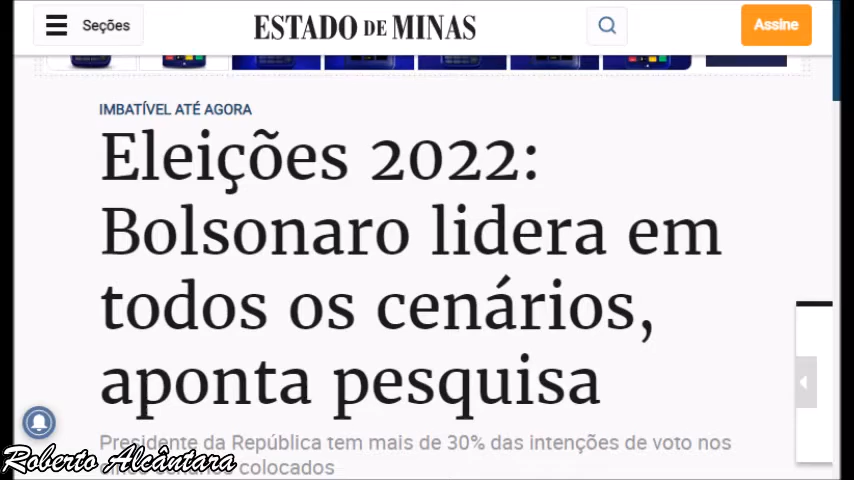 Seções
ESTADO DE MINAS
Assine
IMBATÍVEL ATÉ AGORA
Eleições 2022:
Bolsonaro lidera em
todos os cenários,
aponta pesquisa
Presidente da República tem mais de 30% das intenções de voto nos
colocados
Roberto Alcântara